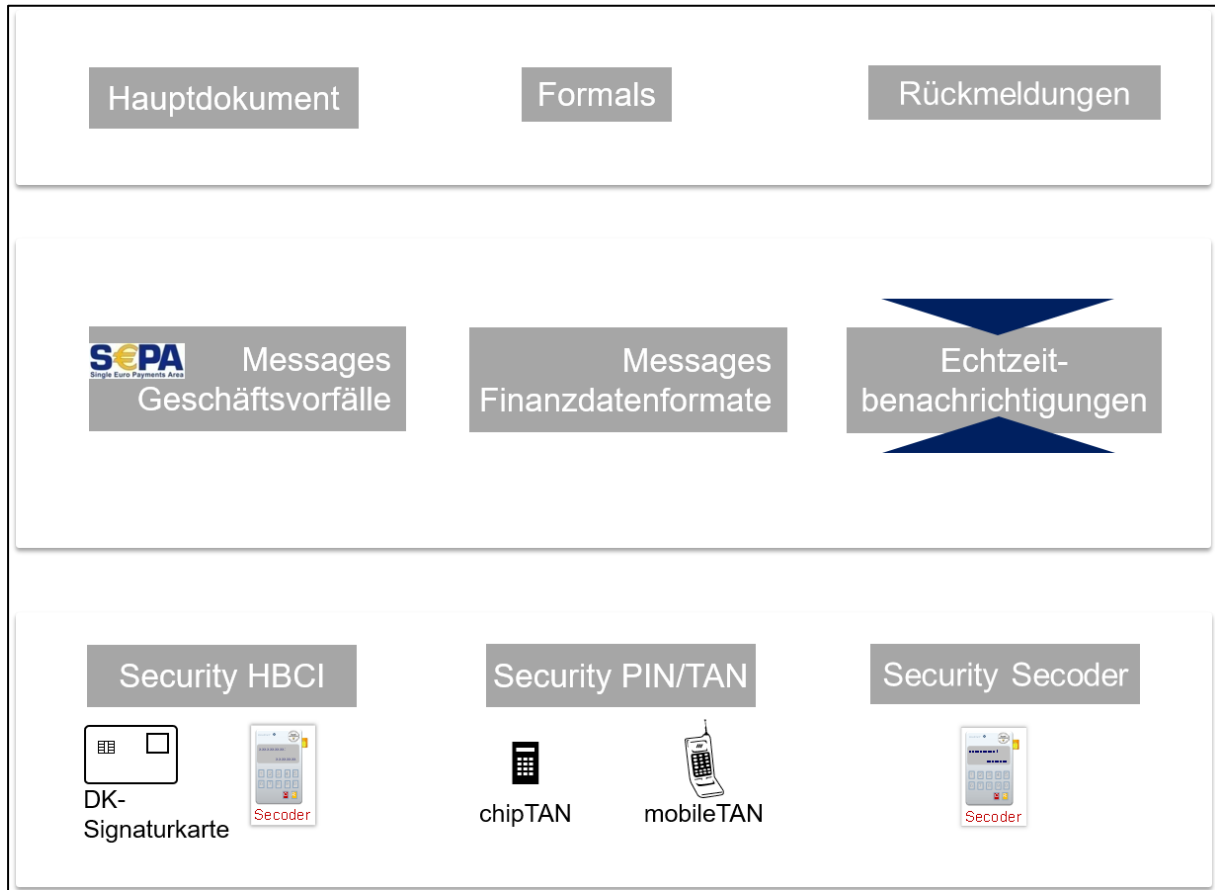 Hauptdokument
Formals
Rückmeldungen
S€PA
Single Euro Payments Area
Messages
Geschäftsvorfälle
Messages
Finanzdatenformate
Echtzeit-
benachrichtigungen
Security HBCI
Security PIN/TAN
Security Secoder
DK-
Signaturkarte
Secoder
chipTAN
mobileTAN
Secoder